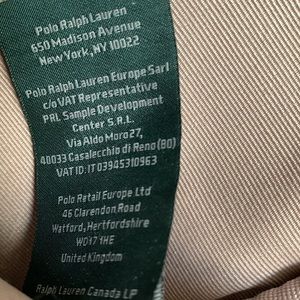 Polo Ralph Lauren
650 Madison Avenue
New York, NY 10022
Polo Ralph Lauren Europe Sarl
c/o VAT Representative
PRL Sample Development
Center S.R.L.
Via Aldo Moro 27,
40033 Casalecchio di Reno (BO)
VAT ID: IT 03945310963
Polo Retail Europe Ltd
46 Clarendon Road
Watford, Hertfordshire
WD17 1HE
United Kingdom
Ralph Lauren Canada LP